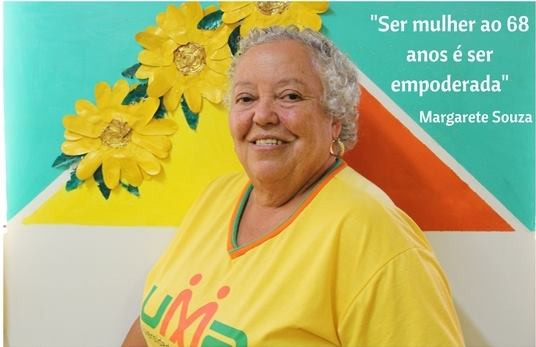 "Ser mulher ao 68
anos é ser
empoderada"
Margarete Souza
uma